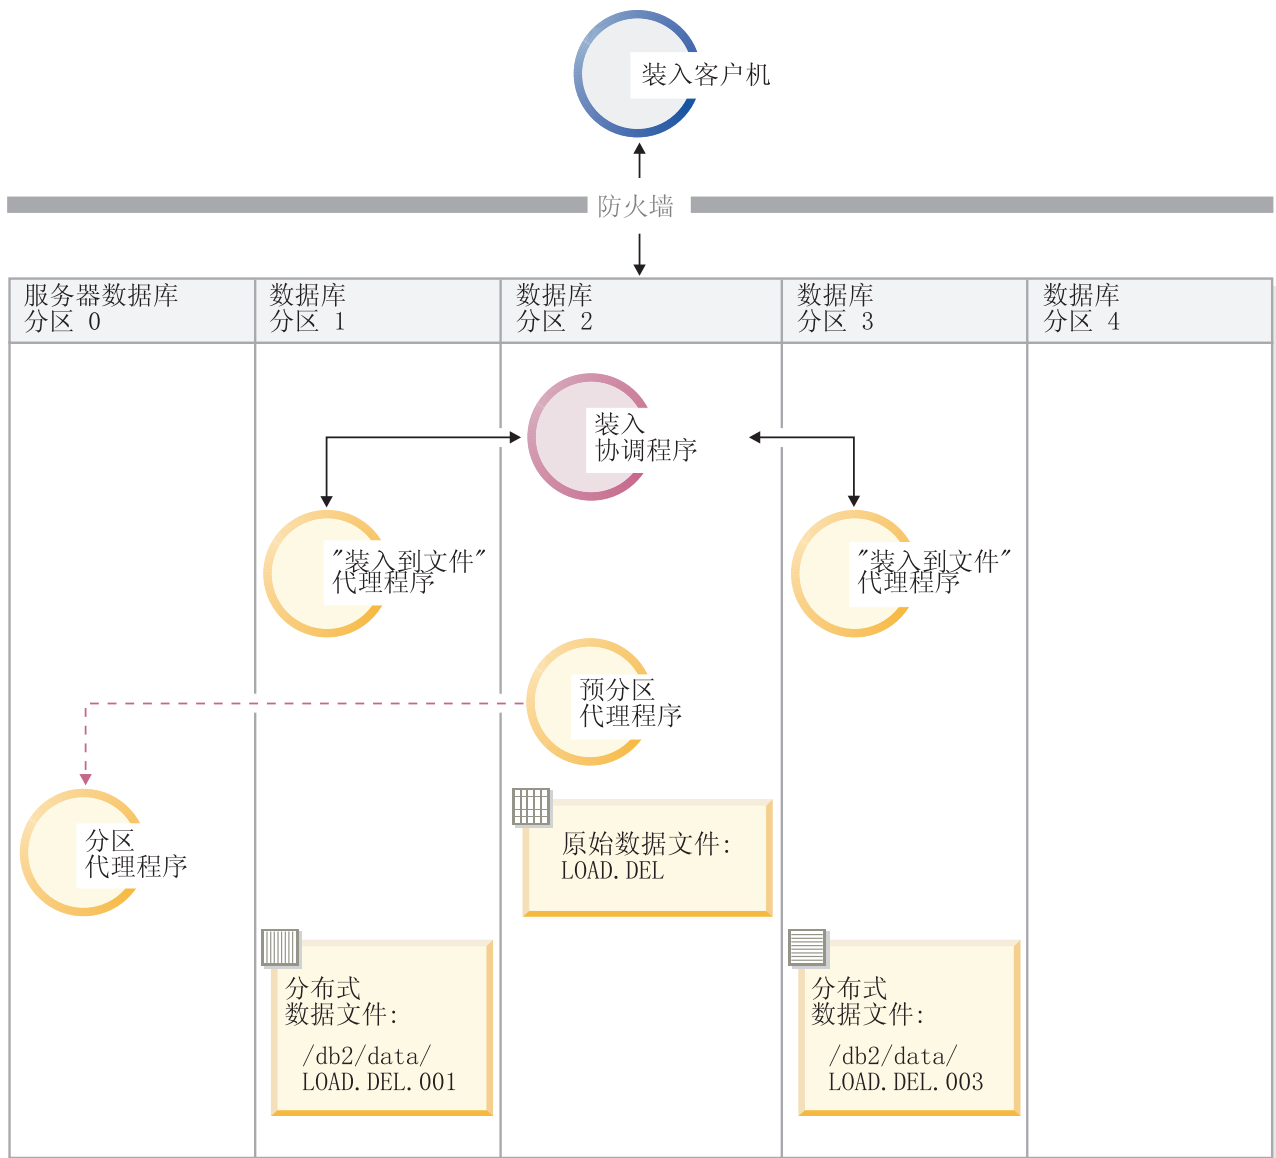 装入客户机
防火墙
服务器数据库
分区 0
数据库
分区 1
数据库
分区 2
数据库
分区 3
数据库
分区 4
装入
协调程序
"装入到文件"
代理程序
"装入到文件"
代理程序
预分区
代理程序
分区
代理程序
原始数据文件:
LOAD.DEL
分布式
数据文件:
/db2/data/
LOAD.DEL.001
分布式
数据文件:
/db2/data/
LOAD.DEL.003